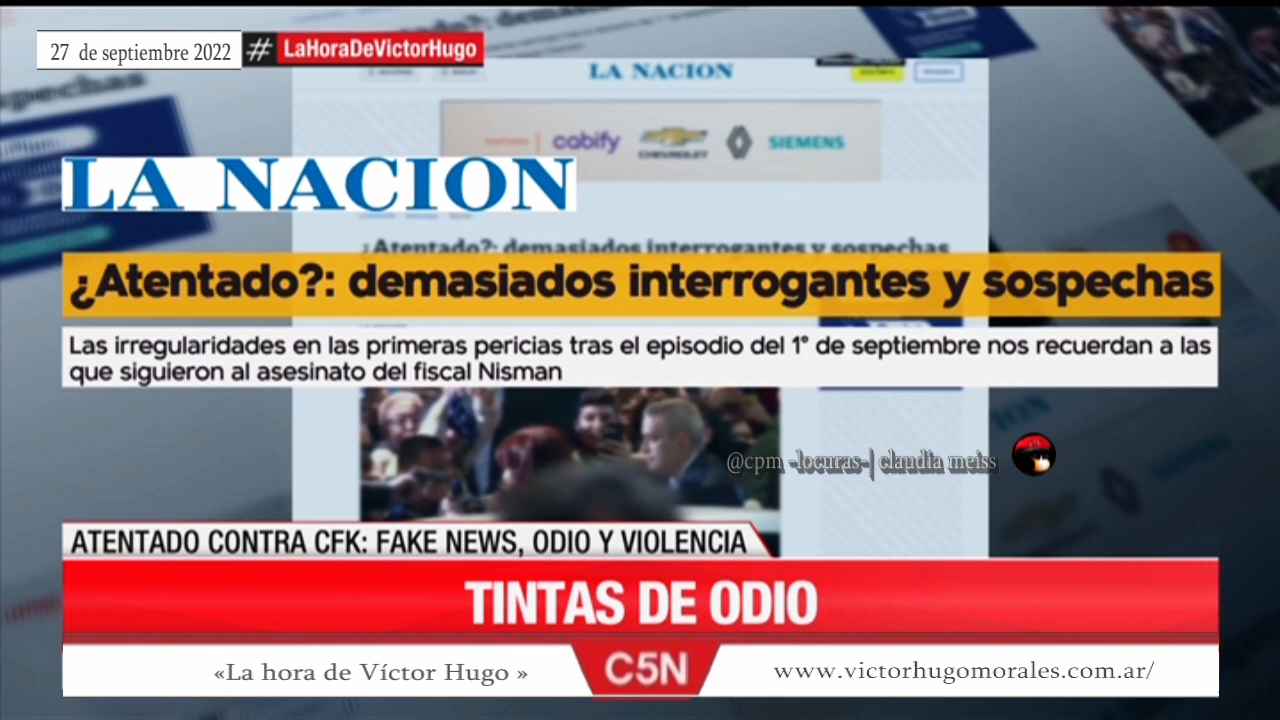 27 de septiembre 2022 # LaHoraDeVictorHugo
LA NACION
cabify CHEVROLET SIEMENS
LA NACION
¿Atentado?: demasiados interrogantes y sospechas
¿Atentado?: demasiados interrogantes y sospechas
Las irregularidades en las primeras pericias tras el episodio del 1° de septiembre nos recuerdan a las
que siguieron al asesinato del fiscal Nisman
@cpm -locuras-| claudia meiss
ATENTADO CONTRA CFK: FAKE NEWS, ODIO Y VIOLENCIA
TINTAS DE ODIO
«La hora de Víctor Hugo » C5N www.victorhugomorales.com.ar/